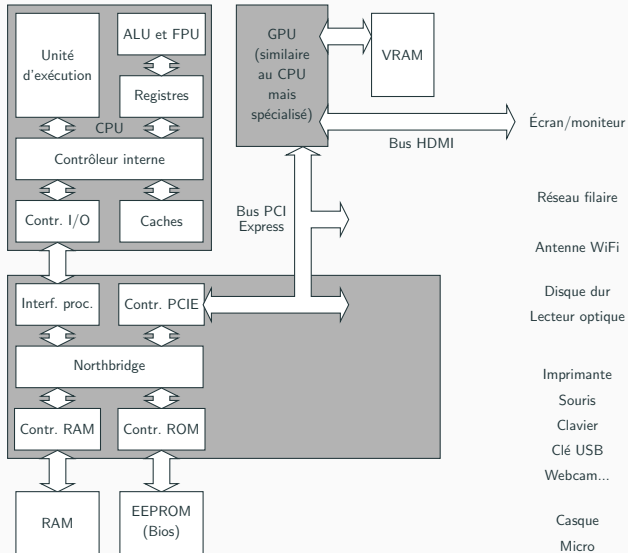 Unité
d'exécution
ALU et FPU
Registres
CPU
Contrôleur interne
Contr. I/O
Caches
GPU
(similaire
au CPU
mais
spécialisé)
VRAM
Bus HDMI
Écran/moniteur
Bus PCI
Express
Réseau filaire
Antenne WiFi
Disque dur
Lecteur optique
Interf. proc.
Contr. PCIE
Northbridge
Contr. RAM
Contr. ROM
RAM
EEPROM
(Bios)
Imprimante
Souris
Clavier
Clé USB
Webcam...
Casque
Micro